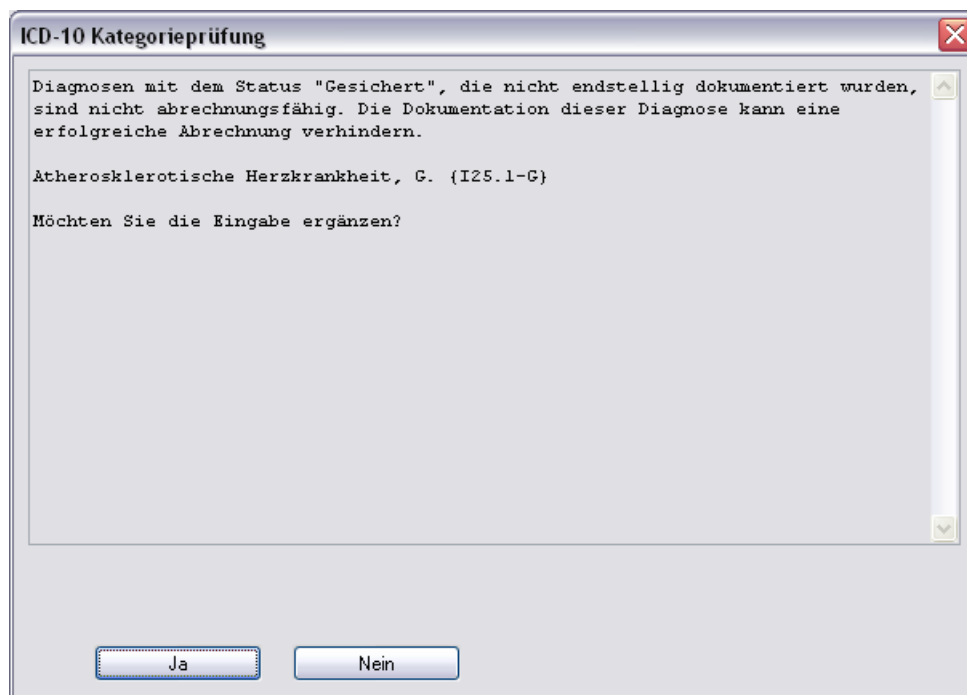 ICD-10 Kategorieprüfung
Diagnosen mit dem Status "Gesichert", die nicht endstellig dokumentiert wurden,
sind nicht abrechnungsfähig. Die Dokumentation dieser Diagnose kann eine
erfolgreiche Abrechnung verhindern.
Atherosklerotische Herzkrankheit, G. {I25.1-G}
Möchten Sie die Eingabe ergänzen?
Ja
Nein